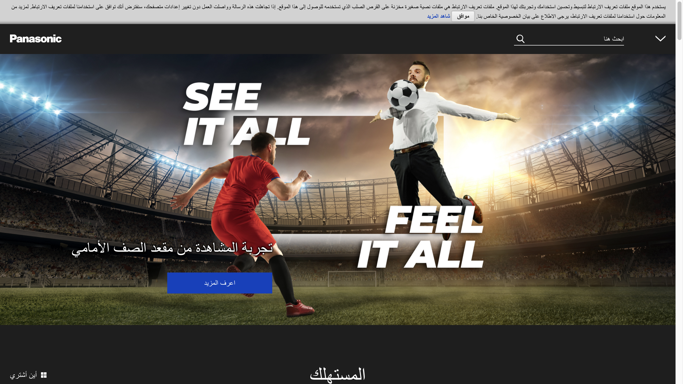 يستخدم هذا الموقع ملفات تعريف الارتباط لتبسيط وتحسين استخدامك وتجربتك لهذا الموقع. ملفات تعريف الارتباط هي ملفات نصية صغيرة مخزنة على القرص الصلب الذي تستخدمه للوصول إلى هذا الموقع. إذا تجاهلت هذه الرسالة وواصلت الحمل دون تغيير إعدادات متصفحك، سنفترض أنك توافق على استخدامنا لملفات تعريف الارتباط. لمزيد من
المعلومات حول استخدامنا لملفات تعريف الارتباط، يرجى الاطلاع على بيان الخصوصية الخاص بنا. موافق شاهد المزيد
Panasonic
ابحث هنا
SEE
IT ALL
FEEL
IT ALL
تجربة المشاهدة من مقعد الصف الأمامي
اعرف المزيد
المستهلك
أين أشتري